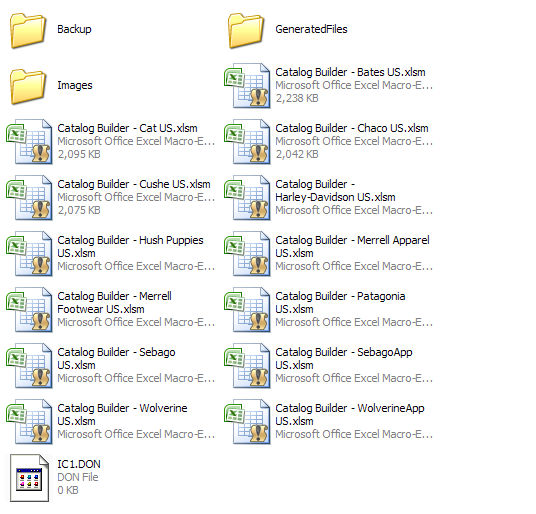 Backup
GeneratedFiles
Images
Catalog Builder - Bates US.xlsm
Microsoft Office Excel Macro-E...
2,238 KB
Catalog Builder - Cat US.xlsm
Microsoft Office Excel Macro-E...
2,095 KB
Catalog Builder - Chaco US.xlsm
Microsoft Office Excel Macro-E...
2,042 KB
Catalog Builder - Cushe US.xlsm
Microsoft Office Excel Macro-E...
2,075 KB
Catalog Builder -
Harley-Davidson US.xlsm
Microsoft Office Excel Macro-E...
Catalog Builder - Hush Puppies
US.xlsm
Microsoft Office Excel Macro-E...
Catalog Builder - Merrell Apparel
US.xlsm
Microsoft Office Excel Macro-E...
Catalog Builder - Merrell
Footwear US.xlsm
Microsoft Office Excel Macro-E...
Catalog Builder - Patagonia
US.xlsm
Microsoft Office Excel Macro-E...
Catalog Builder - Sebago
US.xlsm
Microsoft Office Excel Macro-E...
Catalog Builder - SebagoApp
US.xlsm
Microsoft Office Excel Macro-E...
Catalog Builder - Wolverine
US.xlsm
Microsoft Office Excel Macro-E...
Catalog Builder - WolverineApp
US.xlsm
Microsoft Office Excel Macro-E...
IC1.DON
DON File
0 KB